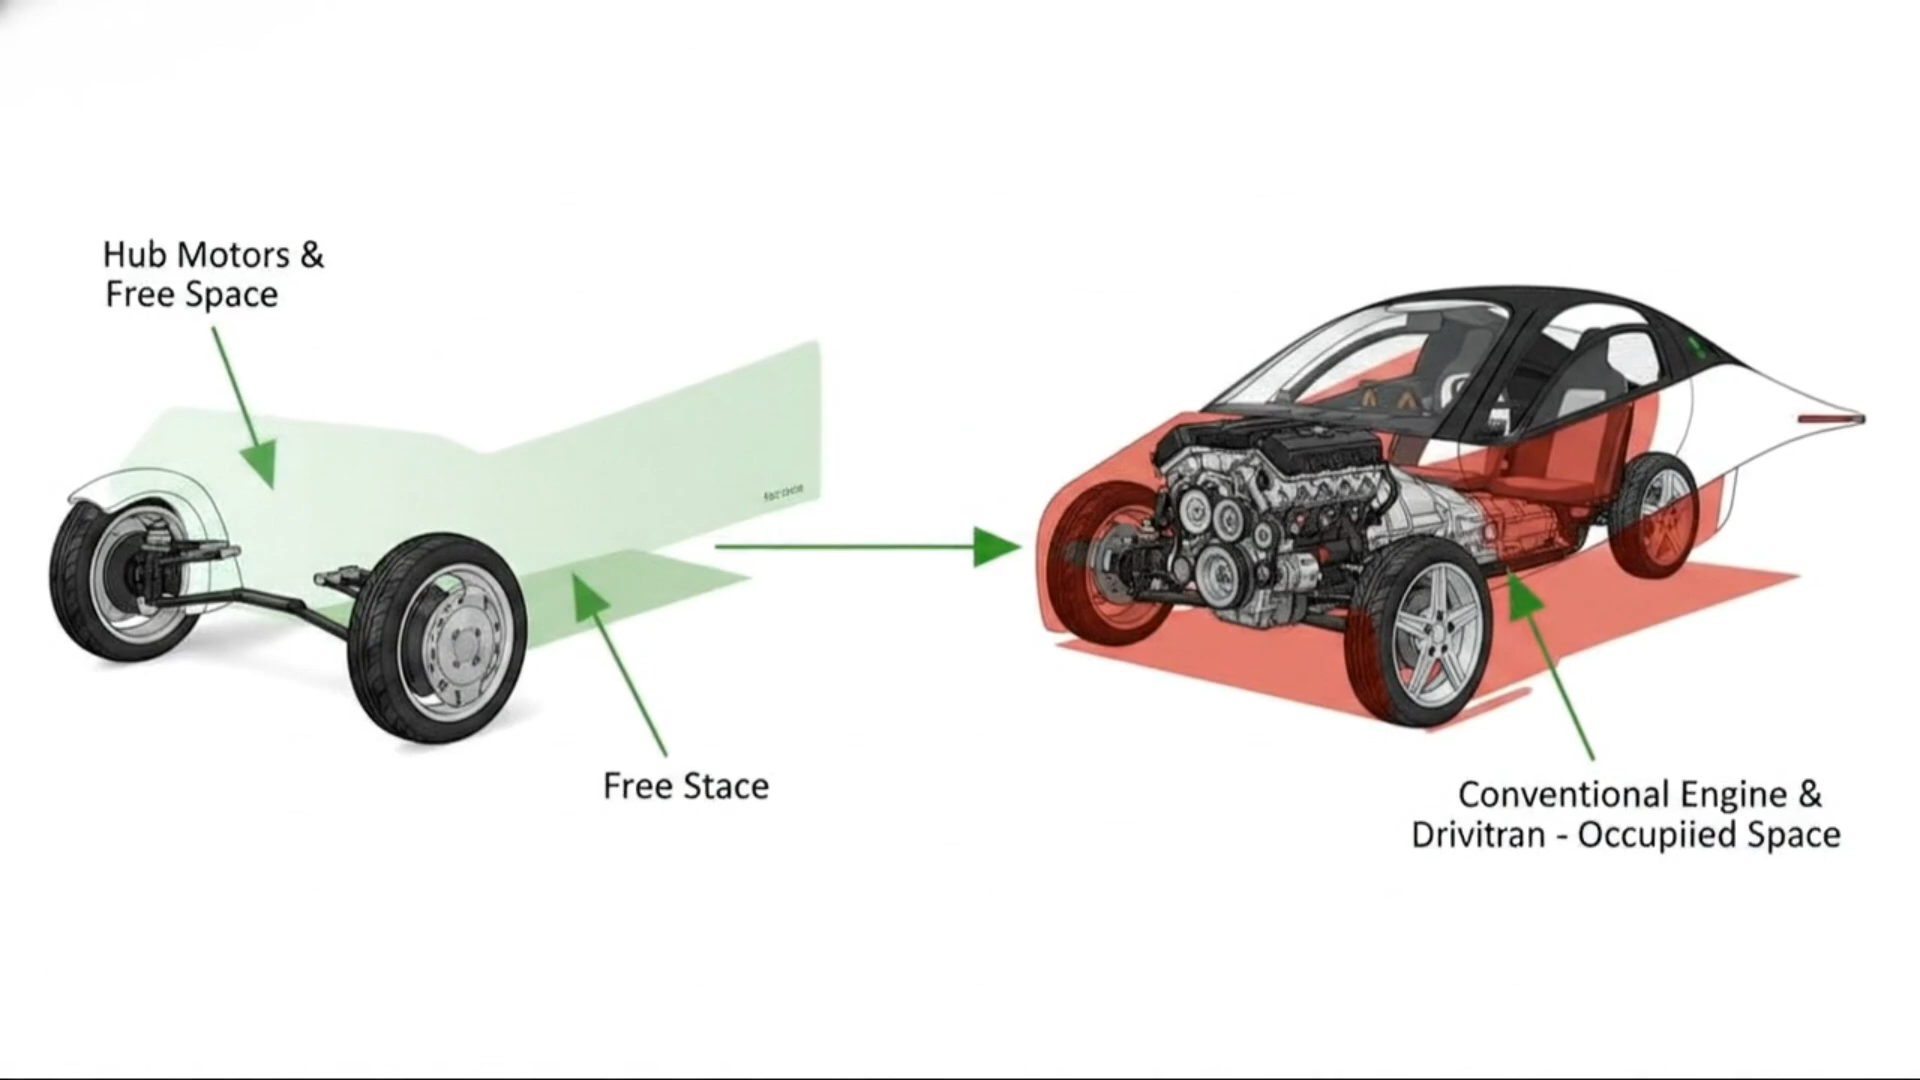 Hub Motors &
Free Space
Free Stace
Conventional Engine &
Drivitran - Occupiied Space